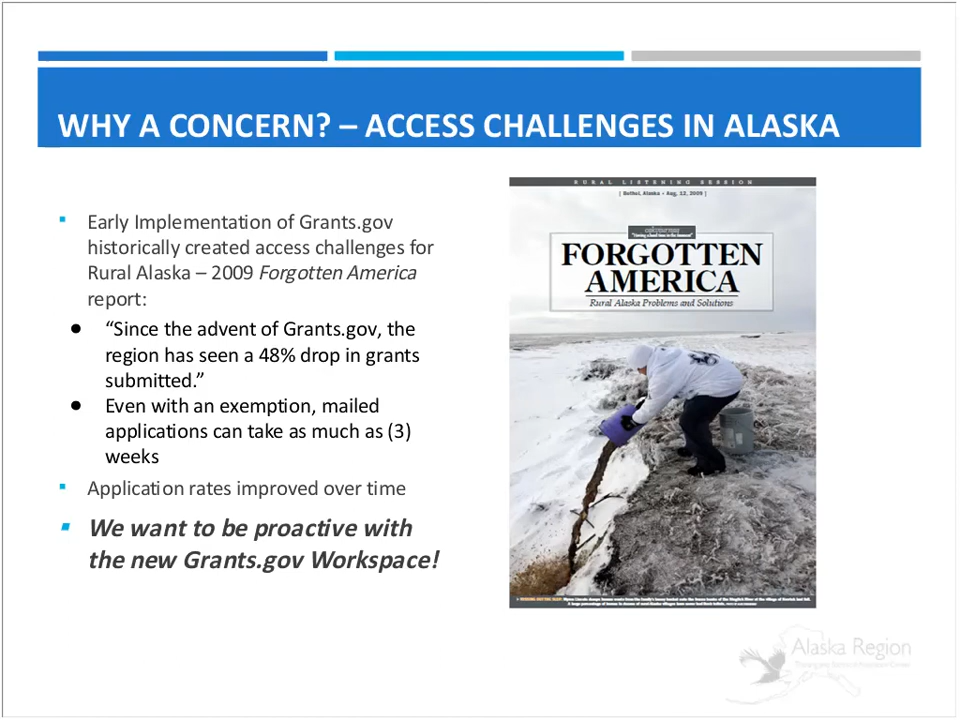 WHY A CONCERN? – ACCESS CHALLENGES IN ALASKA
Early Implementation of Grants.gov
historically created access challenges for
Rural Alaska – 2009 Forgotten America
report:
“Since the advent of Grants.gov, the
region has seen a 48% drop in grants
submitted.”
Even with an exemption, mailed
applications can take as much as (3)
weeks
Application rates improved over time
We want to be proactive with
the new Grants.gov Workspace!
RURAL LISTENING SESSION
[ Bethel, Alaska • Aug. 12, 2009 ]
FORGOTTEN
AMERICA
Rural Alaska Problems and Solutions
Alaska Region